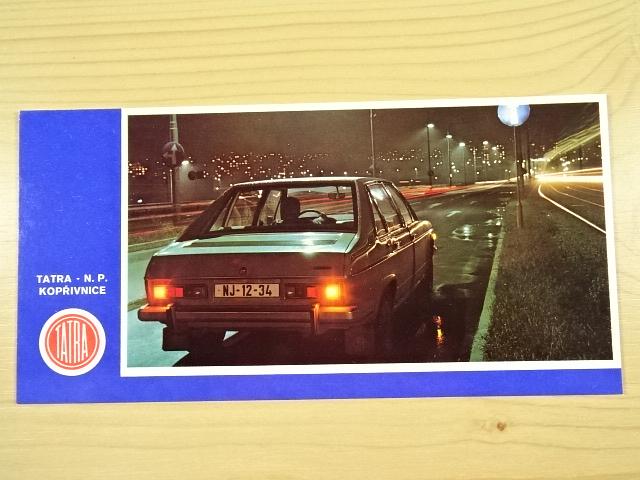 TATRA · N. P.
KOPŘIVNICE
TATRA
NJ-12-34